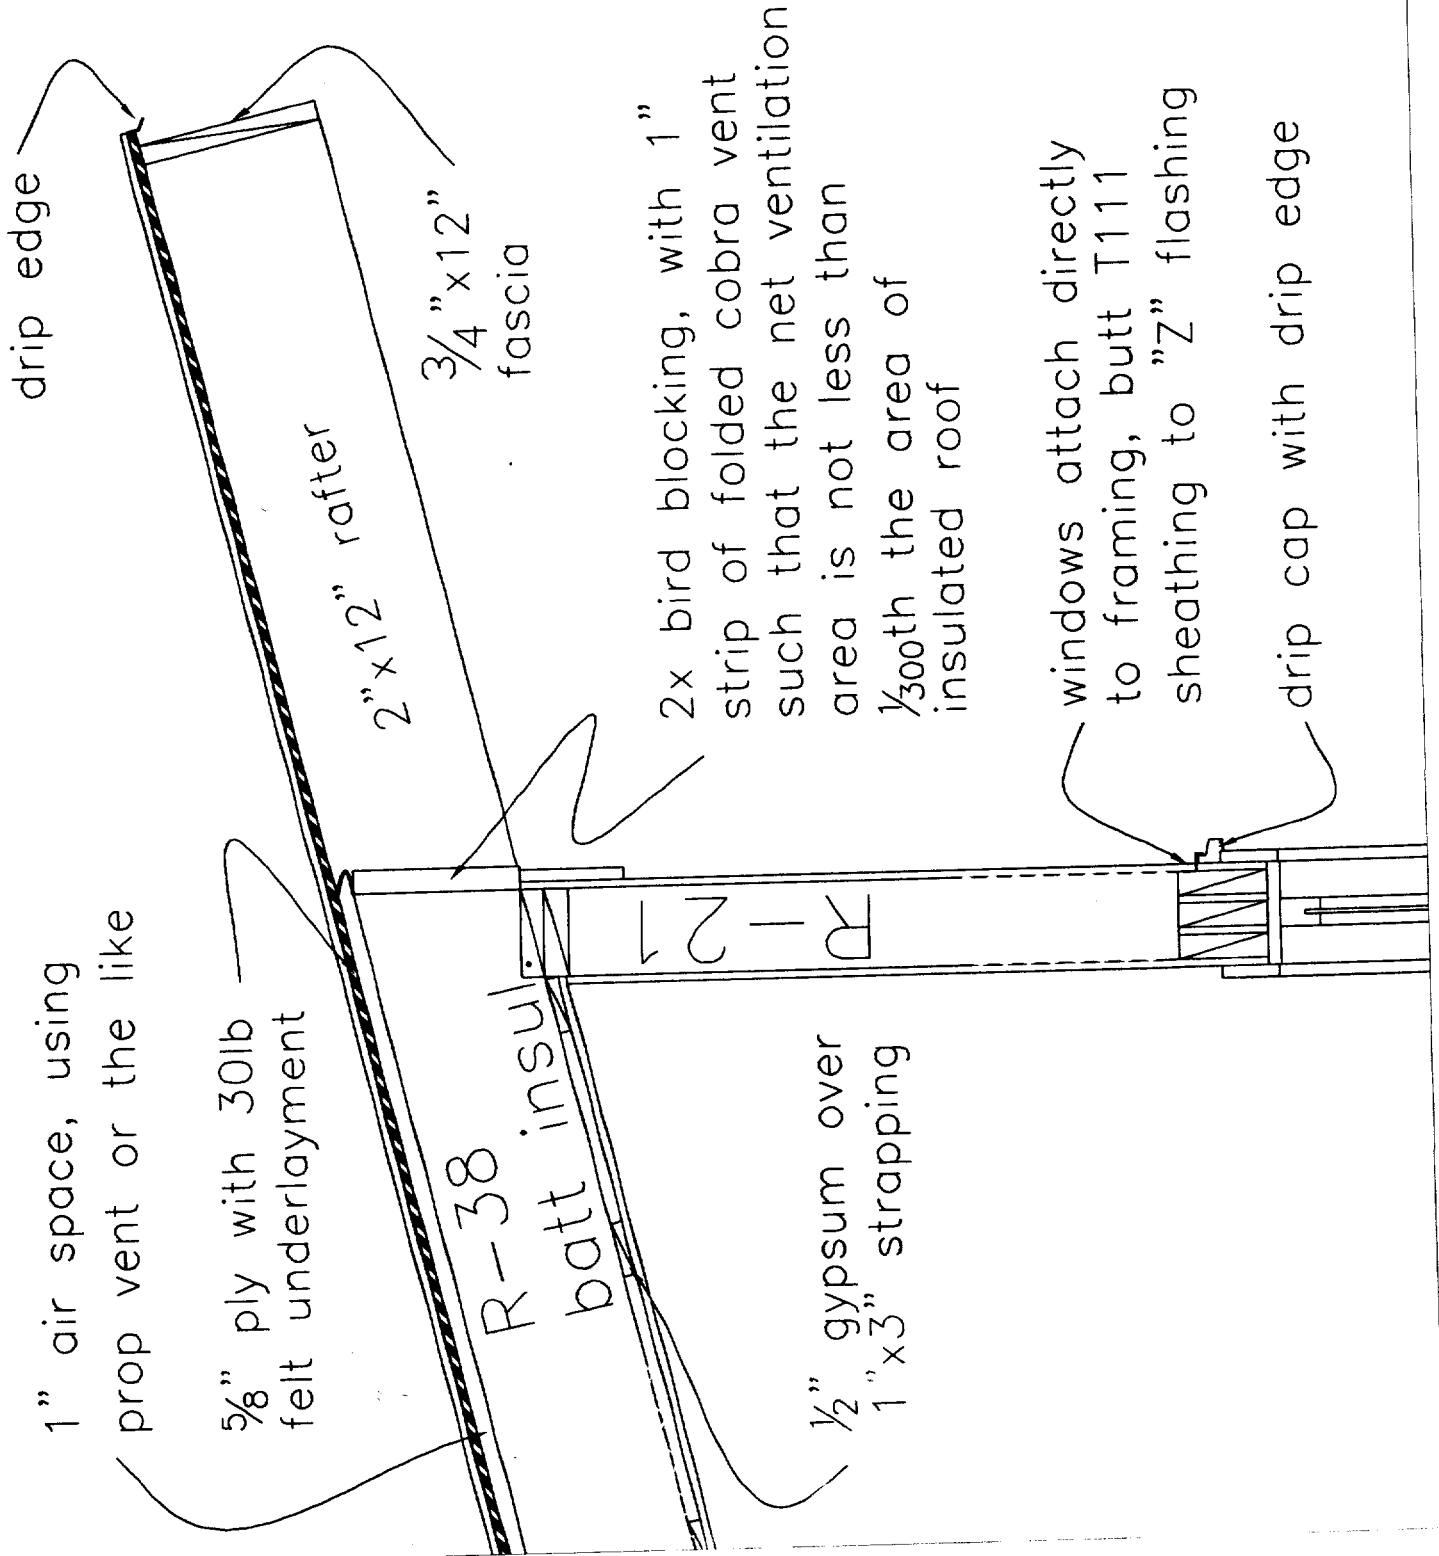 drip edge
3/4"x12"
fascia
2"x12" rafter
1" air space, using
prop vent or the like
5/8" ply with 30lb
felt underlayment
R-38
batt insul
R-21
2x bird blocking, with 1"
strip of folded cobra vent
such that the net ventilation
area is not less than
1/300th the area of
insulated roof
1/2" gypsum over
1"x3" strapping
windows attach directly
to framing, butt T111
sheathing to "Z" flashing
drip cap with drip edge